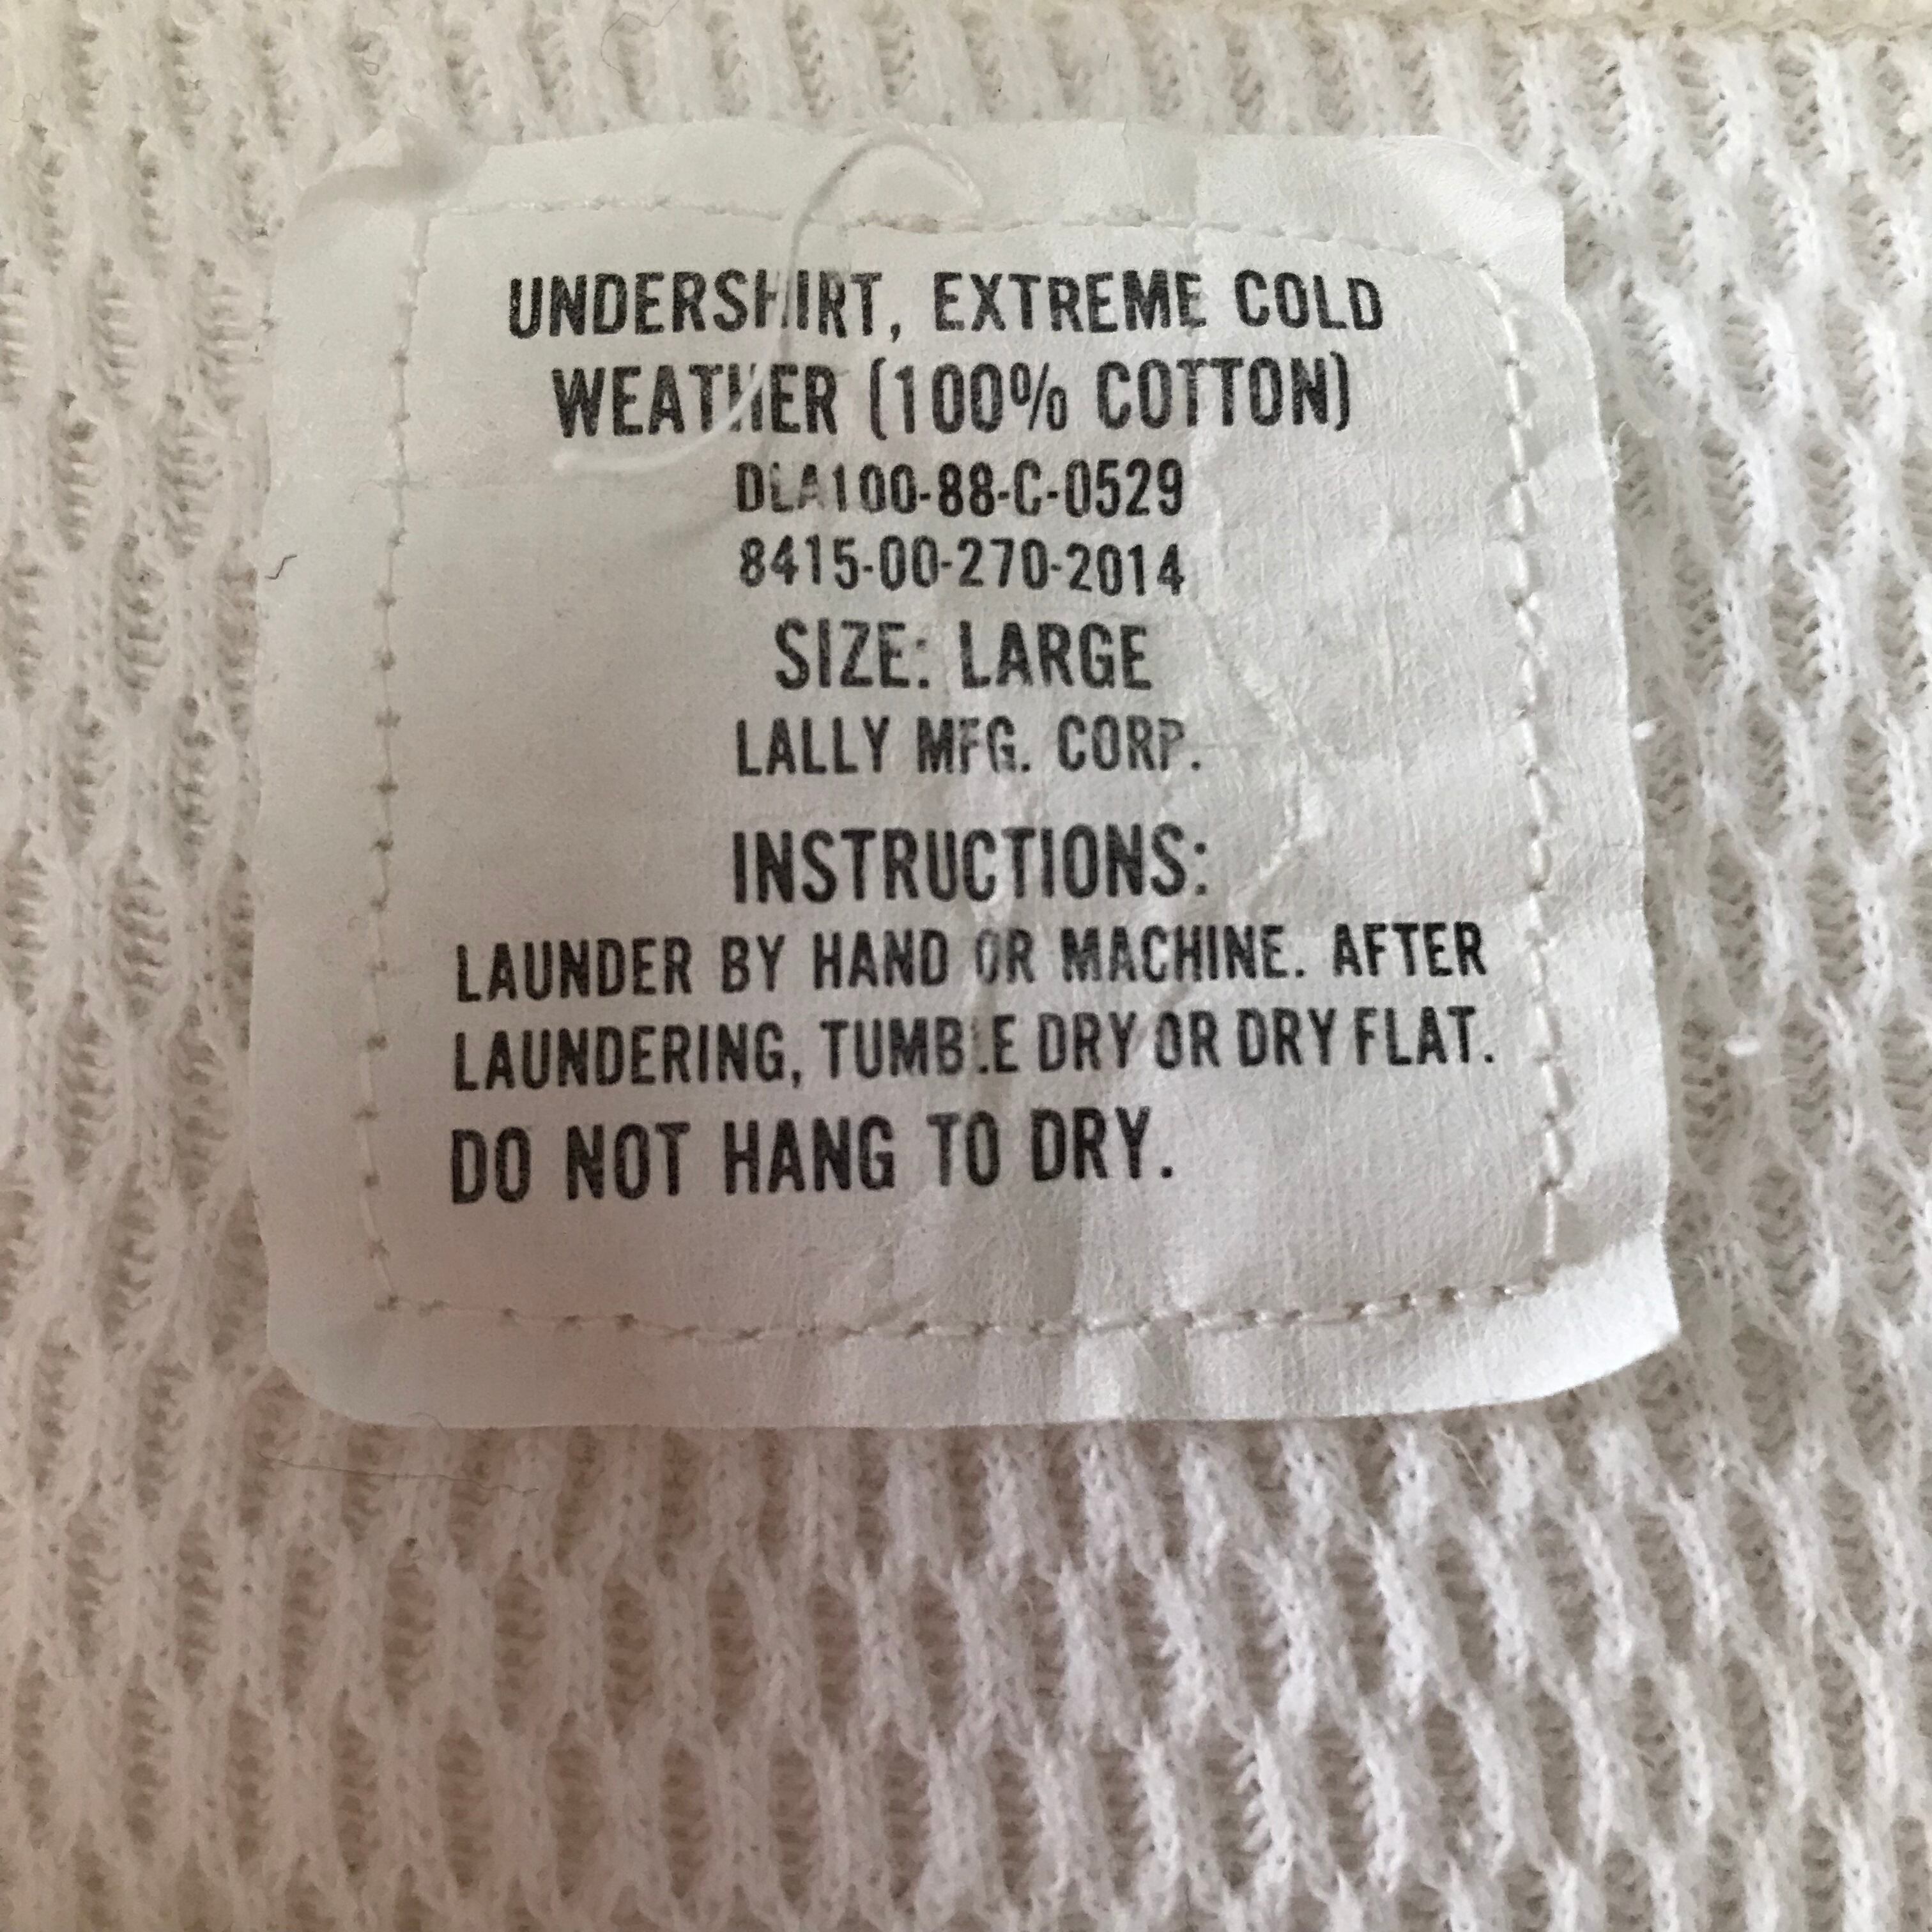 UNDERSHIRT, EXTREME COLD
WEATHER (100% COTTON)
DLA100-88-C-0529
8415-00-270-2014
SIZE: LARGE
LALLY MFG. CORP.
INSTRUCTIONS:
LAUNDER BY HAND OR MACHINE. AFTER
LAUNDERING, TUMBLE DRY OR DRY FLAT.
DO NOT HANG TO DRY.